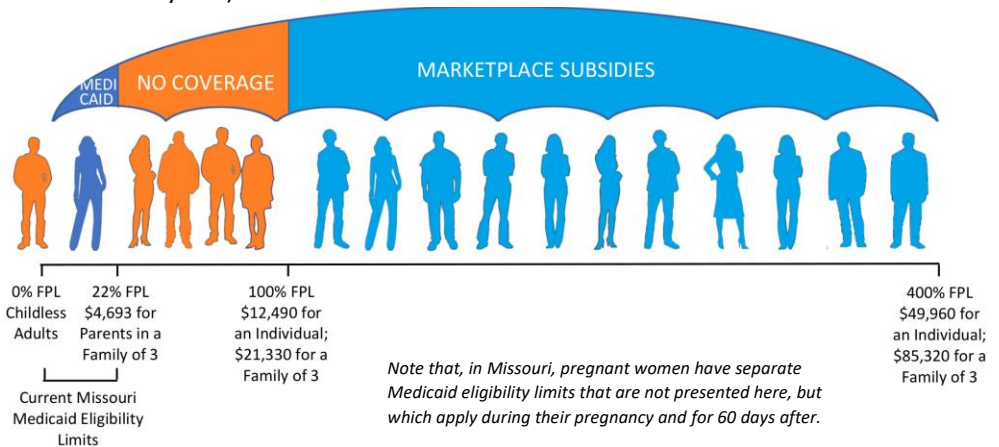 MEDI
CAID
NO COVERAGE
MARKETPLACE SUBSIDIES
0% FPL
Childless
Adults
22% FPL
$4,693 for
Parents in a
Family of 3
100% FPL
$12,490 for
an Individual;
$21,330 for a
Family of 3
400% FPL
$49,960 for
an Individual;
$85,320 for a
Family of 3
Current Missouri
Medicaid Eligibility
Limits
Note that, in Missouri, pregnant women have separate
Medicaid eligibility limits that are not presented here, but
which apply during their pregnancy and for 60 days after.